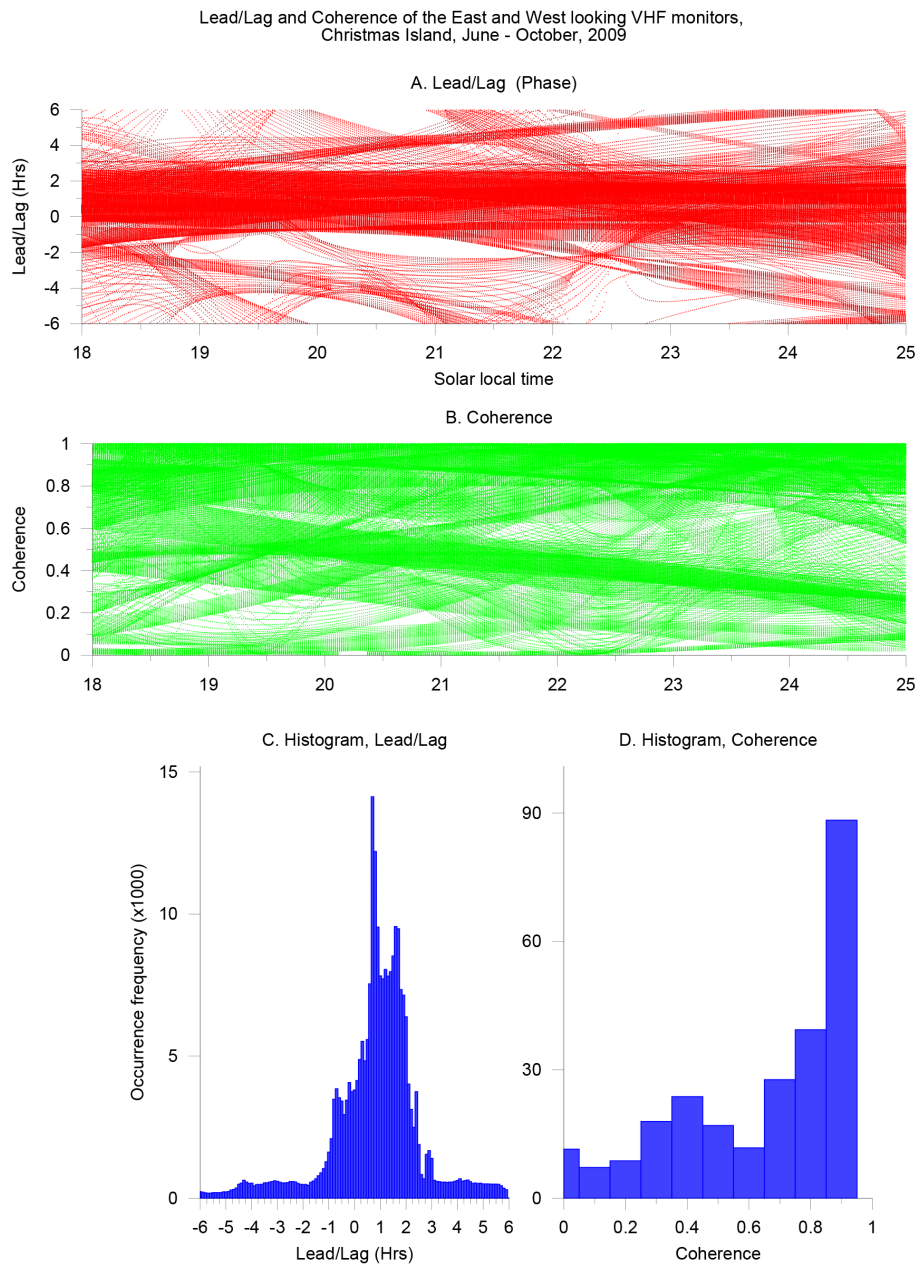 Lead/Lag and Coherence of the East and West looking VHF monitors,
Christmas Island, June - October, 2009
A. Lead/Lag (Phase)
6
4
2
0
-2
-4
-6
Lead/Lag (Hrs)
18 19 20 21 22 23 24 25
Solar local time
B. Coherence
1
0.8
0.6
0.4
0.2
0
Coherence
18 19 20 21 22 23 24 25
C. Histogram, Lead/Lag
15
10
5
0
Occurrence frequency (x1000)
-6 -5 -4 -3 -2 -1 0 1 2 3 4 5 6
Lead/Lag (Hrs)
D. Histogram, Coherence
90
60
30
0
0 0.2 0.4 0.6 0.8 1
Coherence